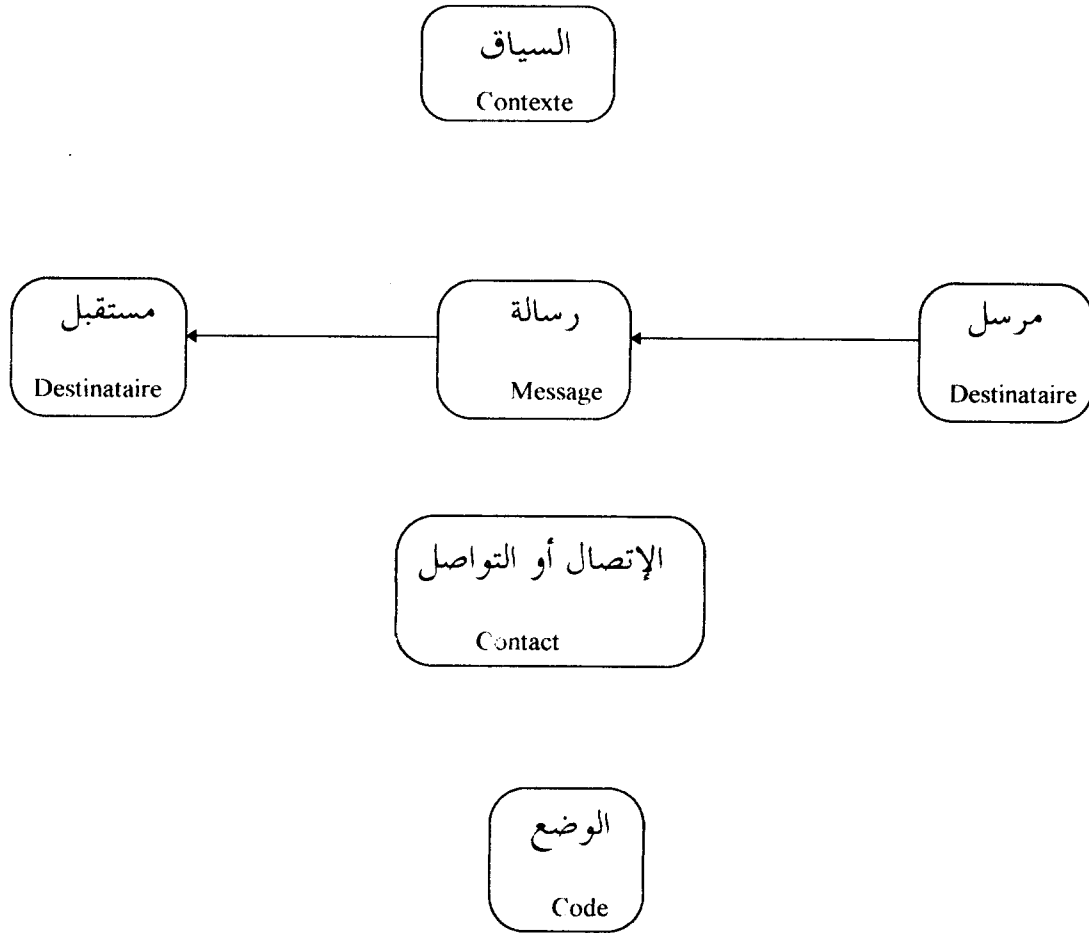 السياق
Contexte
مرسل
Destinataire
رسالة
Message
مستقبل
Destinataire
الإتصال أو التواصل
Contact
الوضع
Code